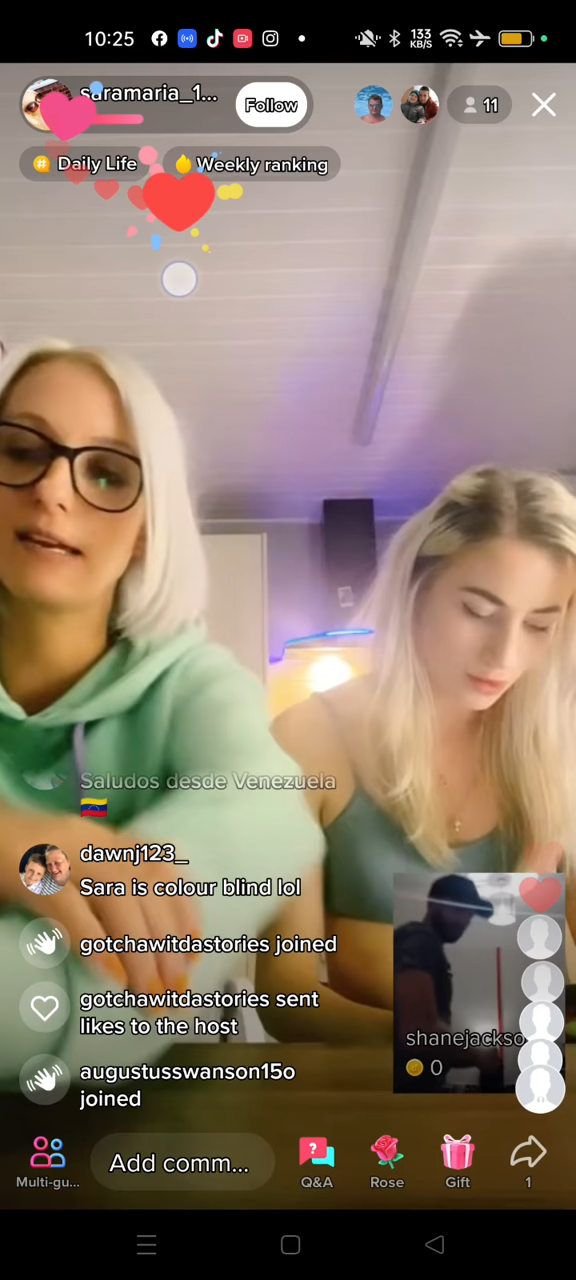 10:25
133
KB/S
saramaria_1...
Follow
11
Daily Life
Weekly ranking
Saludos desde Venezuela
🇻🇪
dawnj123_
Sara is colour blind lol
gotchawitdastories joined
gotchawitdastories sent
likes to the host
augustusswanson15o
joined
shanejackso
0
Multi-gu...
Add comm...
Q&A
Rose
Gift
1